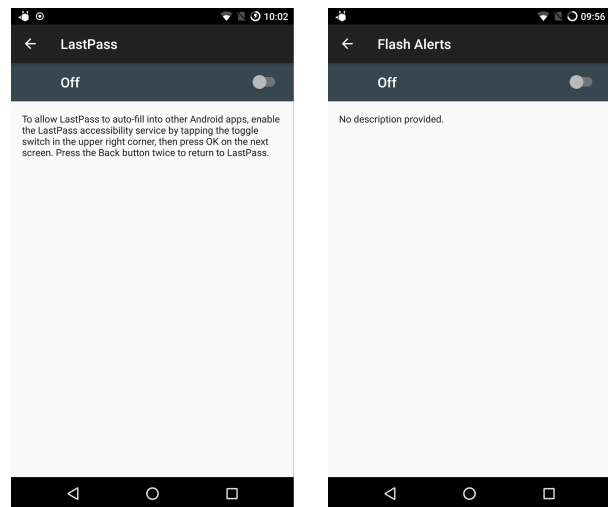 10:02
LastPass
Off
To allow LastPass to auto-fill into other Android apps, enable
the LastPass accessibility service by tapping the toggle
switch in the upper right corner, then press OK on the next
screen. Press the Back button twice to return to LastPass.
09:56
Flash Alerts
Off
No description provided.